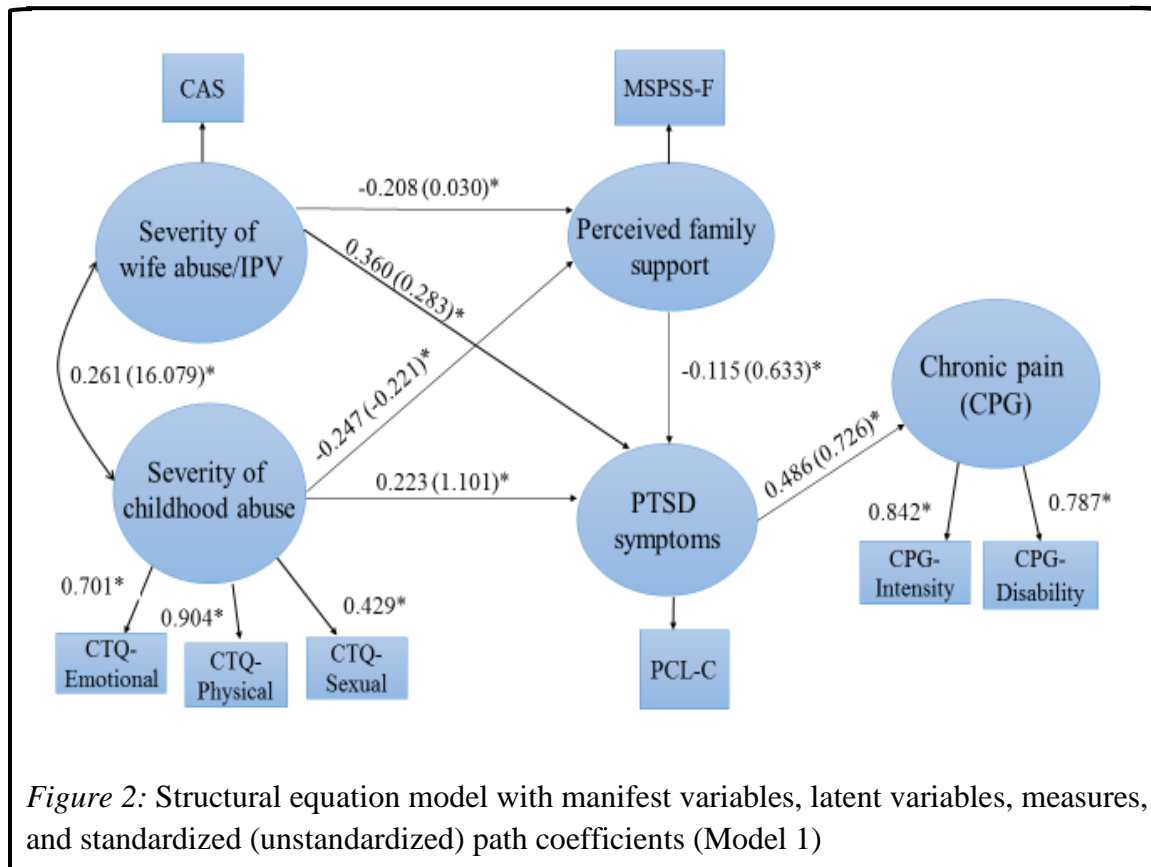 CAS
MSPSS-F
-0.208 (0.030)*
Severity of
wife abuse/IPV
Perceived family
support
0.360 (0.283)*
0.261 (16.079)*
-0.247 (-0.221)*
-0.115 (0.633)*
Chronic pain
(CPG)
Severity of
childhood abuse
0.223 (1.101)*
PTSD
symptoms
0.486 (0.726)*
0.842*
0.787*
CPG-
Intensity
CPG-
Disability
0.701*
0.904*
0.429*
CTQ-
Emotional
CTQ-
Physical
CTQ-
Sexual
PCL-C
Figure 2: Structural equation model with manifest variables, latent variables, measures,
and standardized (unstandardized) path coefficients (Model 1)